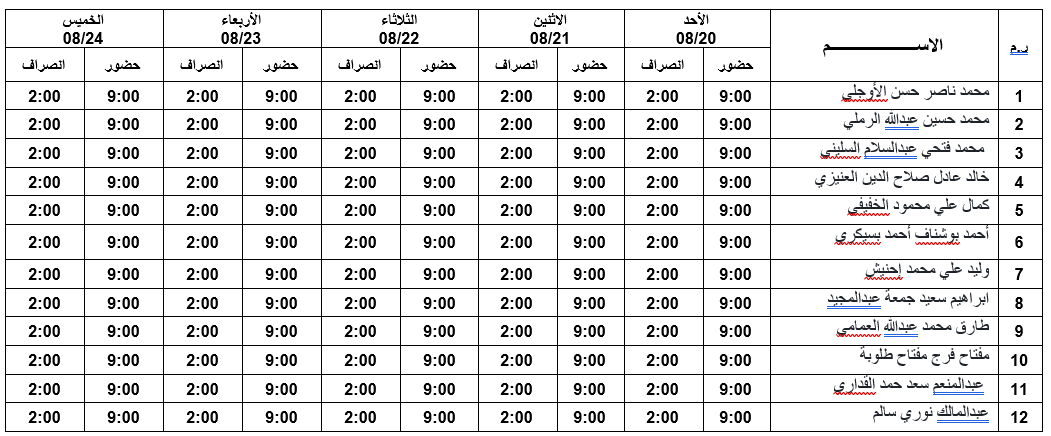 ر.م الاســـــــــــــم الأحد 08/20 الاثنين 08/21 الثلاثاء 08/22 الأربعاء 08/23 الخميس 08/24
حضور انصراف حضور انصراف حضور انصراف حضور انصراف حضور انصراف
1 محمد ناصر حسن الأوجلي 9:00 2:00 9:00 2:00 9:00 2:00 9:00 2:00 9:00 2:00
2 محمد حسين عبدالله الرملي 9:00 2:00 9:00 2:00 9:00 2:00 9:00 2:00 9:00 2:00
3 محمد فتحي عبدالسلام السليني 9:00 2:00 9:00 2:00 9:00 2:00 9:00 2:00 9:00 2:00
4 خالد عادل صلاح الدين العنيزي 9:00 2:00 9:00 2:00 9:00 2:00 9:00 2:00 9:00 2:00
5 كمال علي محمود الخفيفي 9:00 2:00 9:00 2:00 9:00 2:00 9:00 2:00 9:00 2:00
6 أحمد بوشناف أحمد بسيكري 9:00 2:00 9:00 2:00 9:00 2:00 9:00 2:00 9:00 2:00
7 وليد علي محمد إحنيش 9:00 2:00 9:00 2:00 9:00 2:00 9:00 2:00 9:00 2:00
8 ابراهيم سعيد جمعة عبدالمجيد 9:00 2:00 9:00 2:00 9:00 2:00 9:00 2:00 9:00 2:00
9 طارق محمد عبدالله العمامي 9:00 2:00 9:00 2:00 9:00 2:00 9:00 2:00 9:00 2:00
10 مفتاح فرج مفتاح طلوبة 9:00 2:00 9:00 2:00 9:00 2:00 9:00 2:00 9:00 2:00
11 عبدالمنعم سعد حمد القداري 9:00 2:00 9:00 2:00 9:00 2:00 9:00 2:00 9:00 2:00
12 عبدالمالك نوري سالم 9:00 2:00 9:00 2:00 9:00 2:00 9:00 2:00 9:00 2:00